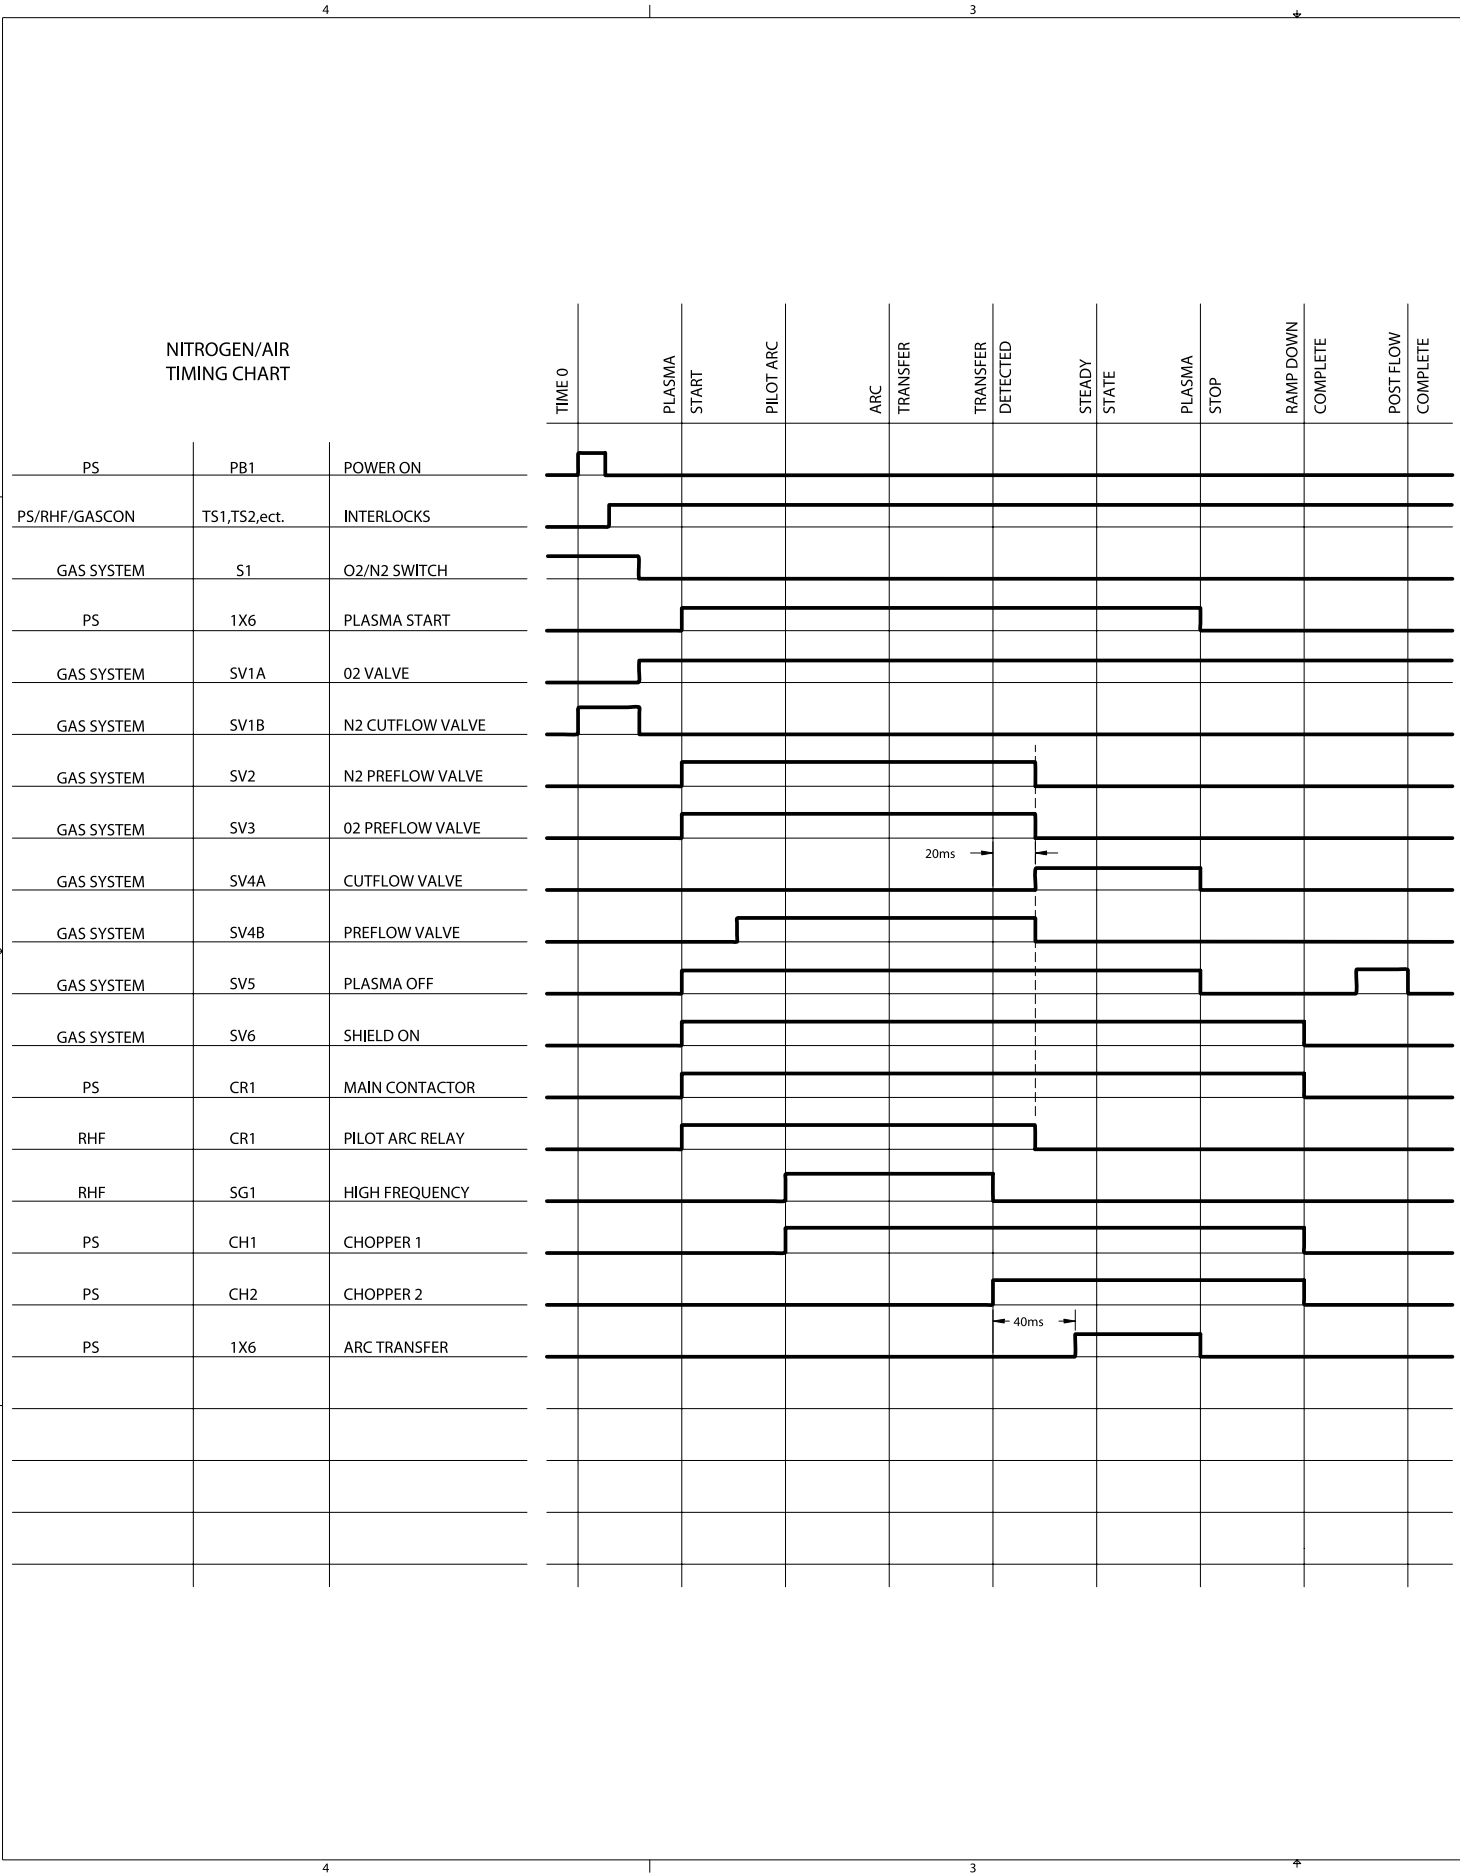 4 3
NITROGEN/AIR
TIMING CHART
TIME 0
PLASMA
START
PILOT ARC
ARC
TRANSFER
TRANSFER
DETECTED
STEADY
STATE
PLASMA
STOP
RAMP DOWN
COMPLETE
POST FLOW
COMPLETE
PS PB1 POWER ON
PS/RHF/GASCON TS1,TS2,ect. INTERLOCKS
GAS SYSTEM S1 O2/N2 SWITCH
PS 1X6 PLASMA START
GAS SYSTEM SV1A 02 VALVE
GAS SYSTEM SV1B N2 CUTFLOW VALVE
GAS SYSTEM SV2 N2 PREFLOW VALVE
GAS SYSTEM SV3 02 PREFLOW VALVE
20ms
GAS SYSTEM SV4A CUTFLOW VALVE
GAS SYSTEM SV4B PREFLOW VALVE
GAS SYSTEM SV5 PLASMA OFF
GAS SYSTEM SV6 SHIELD ON
PS CR1 MAIN CONTACTOR
RHF CR1 PILOT ARC RELAY
RHF SG1 HIGH FREQUENCY
PS CH1 CHOPPER 1
PS CH2 CHOPPER 2
40ms
PS 1X6 ARC TRANSFER
4 3